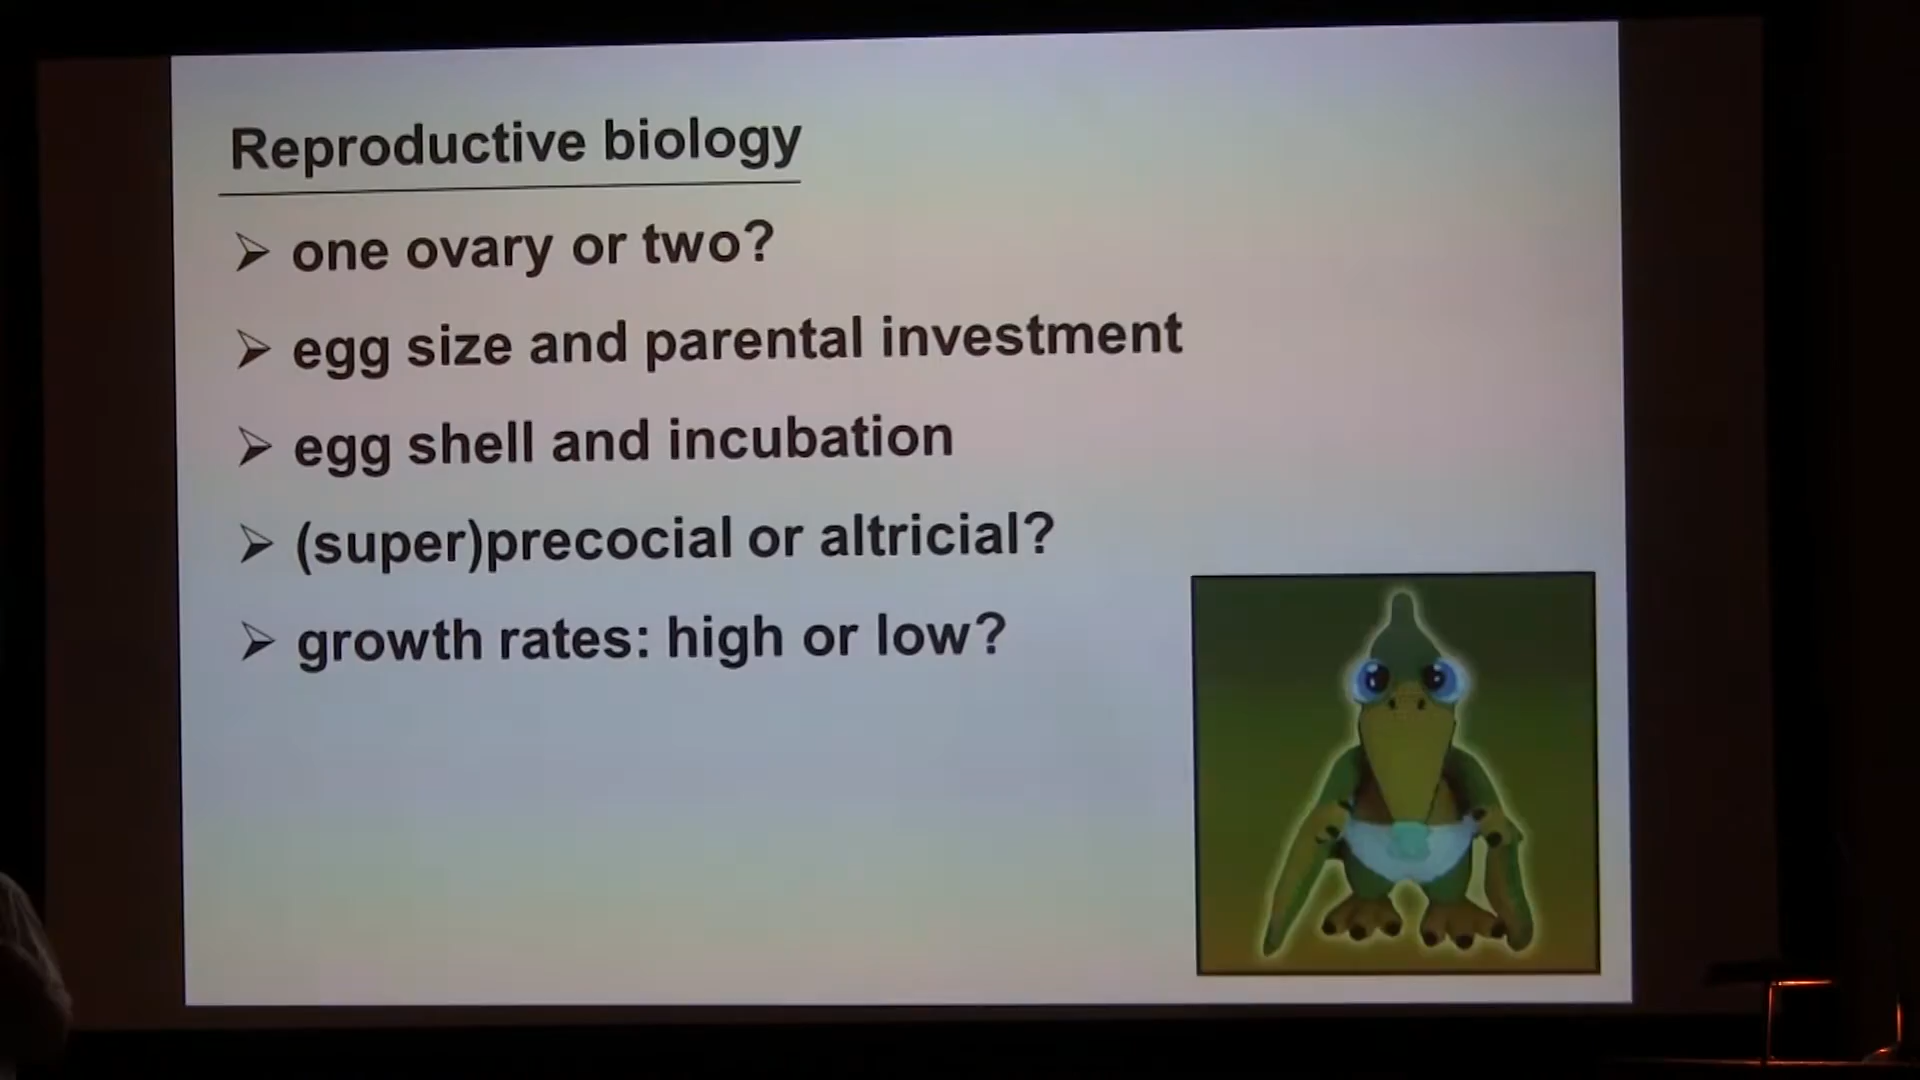 Reproductive biology
➢ one ovary or two?
➢ egg size and parental investment
➢ egg shell and incubation
➢ (super)precocial or altricial?
➢ growth rates: high or low?